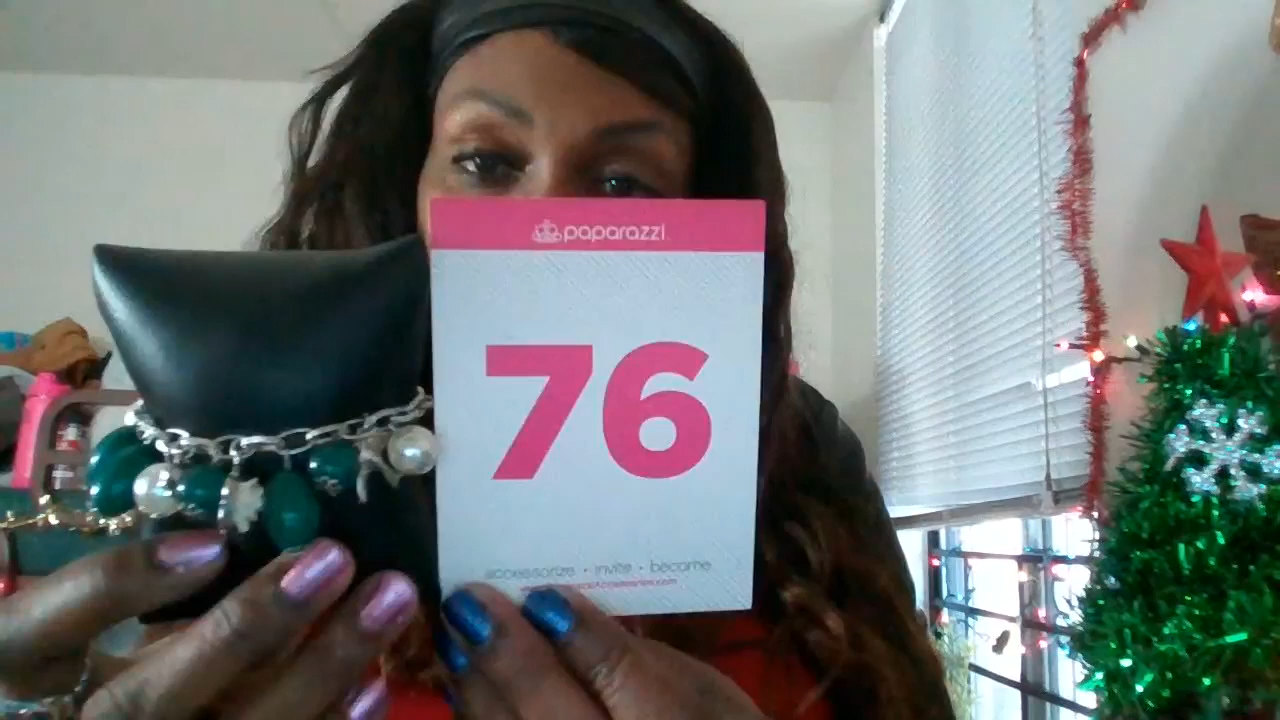 paparazzi
76
accessorize • invite • become